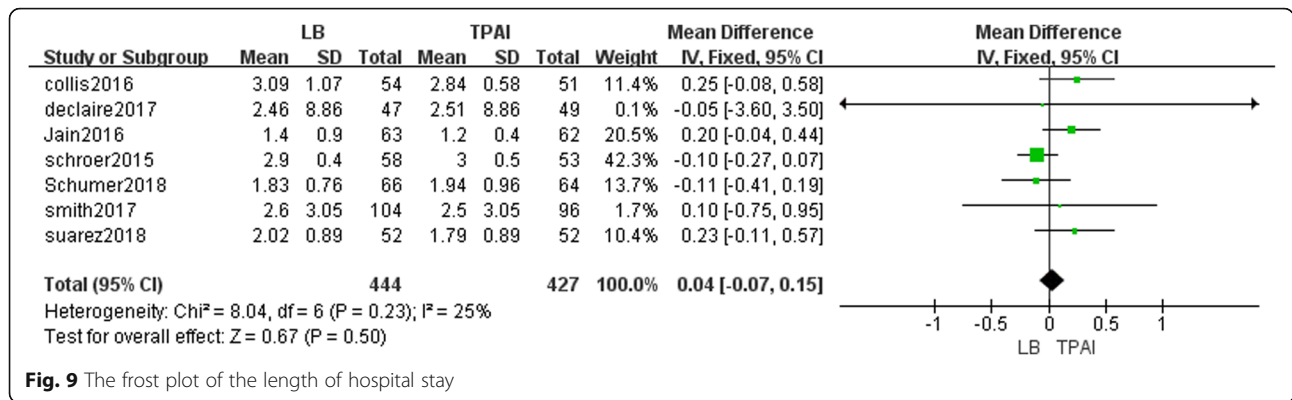 LB TPAI Mean Difference Mean Difference
Study or Subgroup Mean SD Total Mean SD Total Weight IV, Fixed, 95% CI IV, Fixed, 95% CI
collis2016 3.09 1.07 54 2.84 0.58 51 11.4% 0.25 [-0.08, 0.58]
declaire2017 2.46 8.86 47 2.51 8.86 49 0.1% -0.05 [-3.60, 3.50]
Jain2016 1.4 0.9 63 1.2 0.4 62 20.5% 0.20 [-0.04, 0.44]
schroer2015 2.9 0.4 58 3 0.5 53 42.3% -0.10 [-0.27, 0.07]
Schumer2018 1.83 0.76 66 1.94 0.96 64 13.7% -0.11 [-0.41, 0.19]
smith2017 2.6 3.05 104 2.5 3.05 96 1.7% 0.10 [-0.75, 0.95]
suarez2018 2.02 0.89 52 1.79 0.89 52 10.4% 0.23 [-0.11, 0.57]
Total (95% CI) 444 427 100.0% 0.04 [-0.07, 0.15]
Heterogeneity: Chi² = 8.04, df = 6 (P = 0.23); I² = 25%
Test for overall effect: Z = 0.67 (P = 0.50)
-1 -0.5 0 0.5 1
LB TPAI
Fig. 9 The frost plot of the length of hospital stay